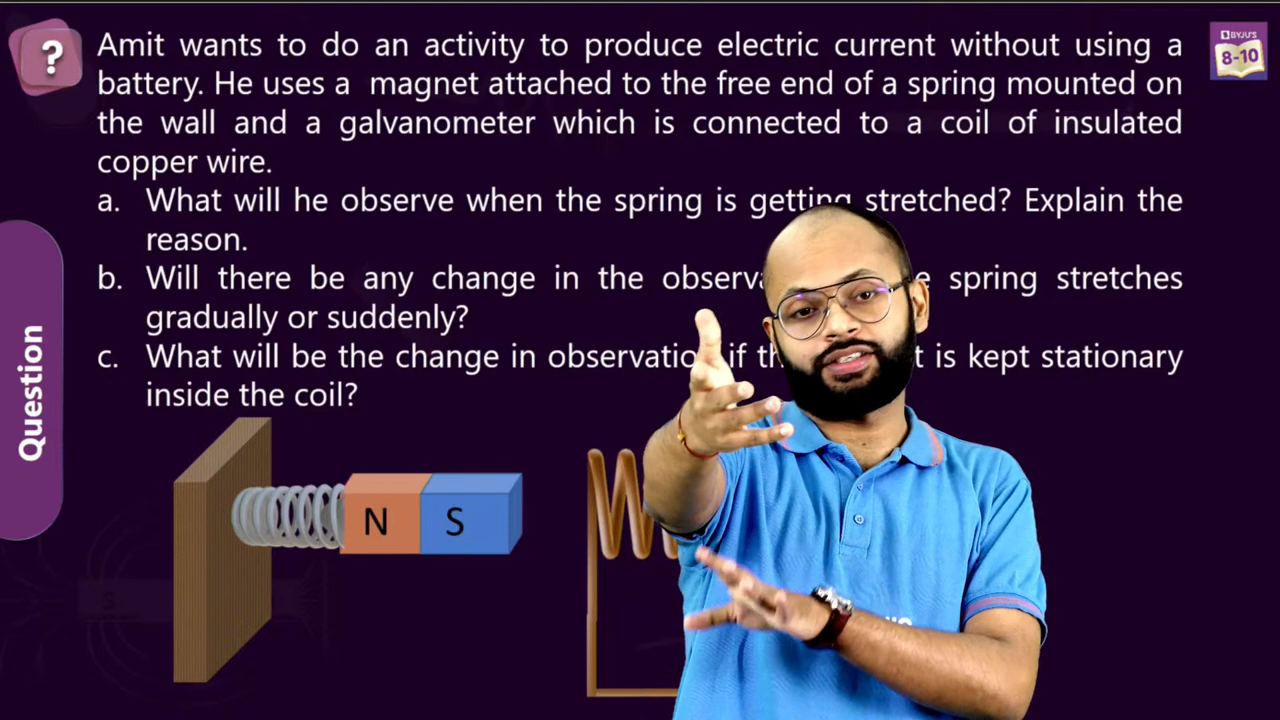 ?
Amit wants to do an activity to produce electric current without using a
battery. He uses a magnet attached to the free end of a spring mounted on
the wall and a galvanometer which is connected to a coil of insulated
copper wire.
a. What will he observe when the spring is getting stretched? Explain the
reason.
b. Will there be any change in the spring stretches
gradually or suddenly?
c. What will be the change in if is kept stationary
inside the coil?
BYJU'S
8-10
Question
N S